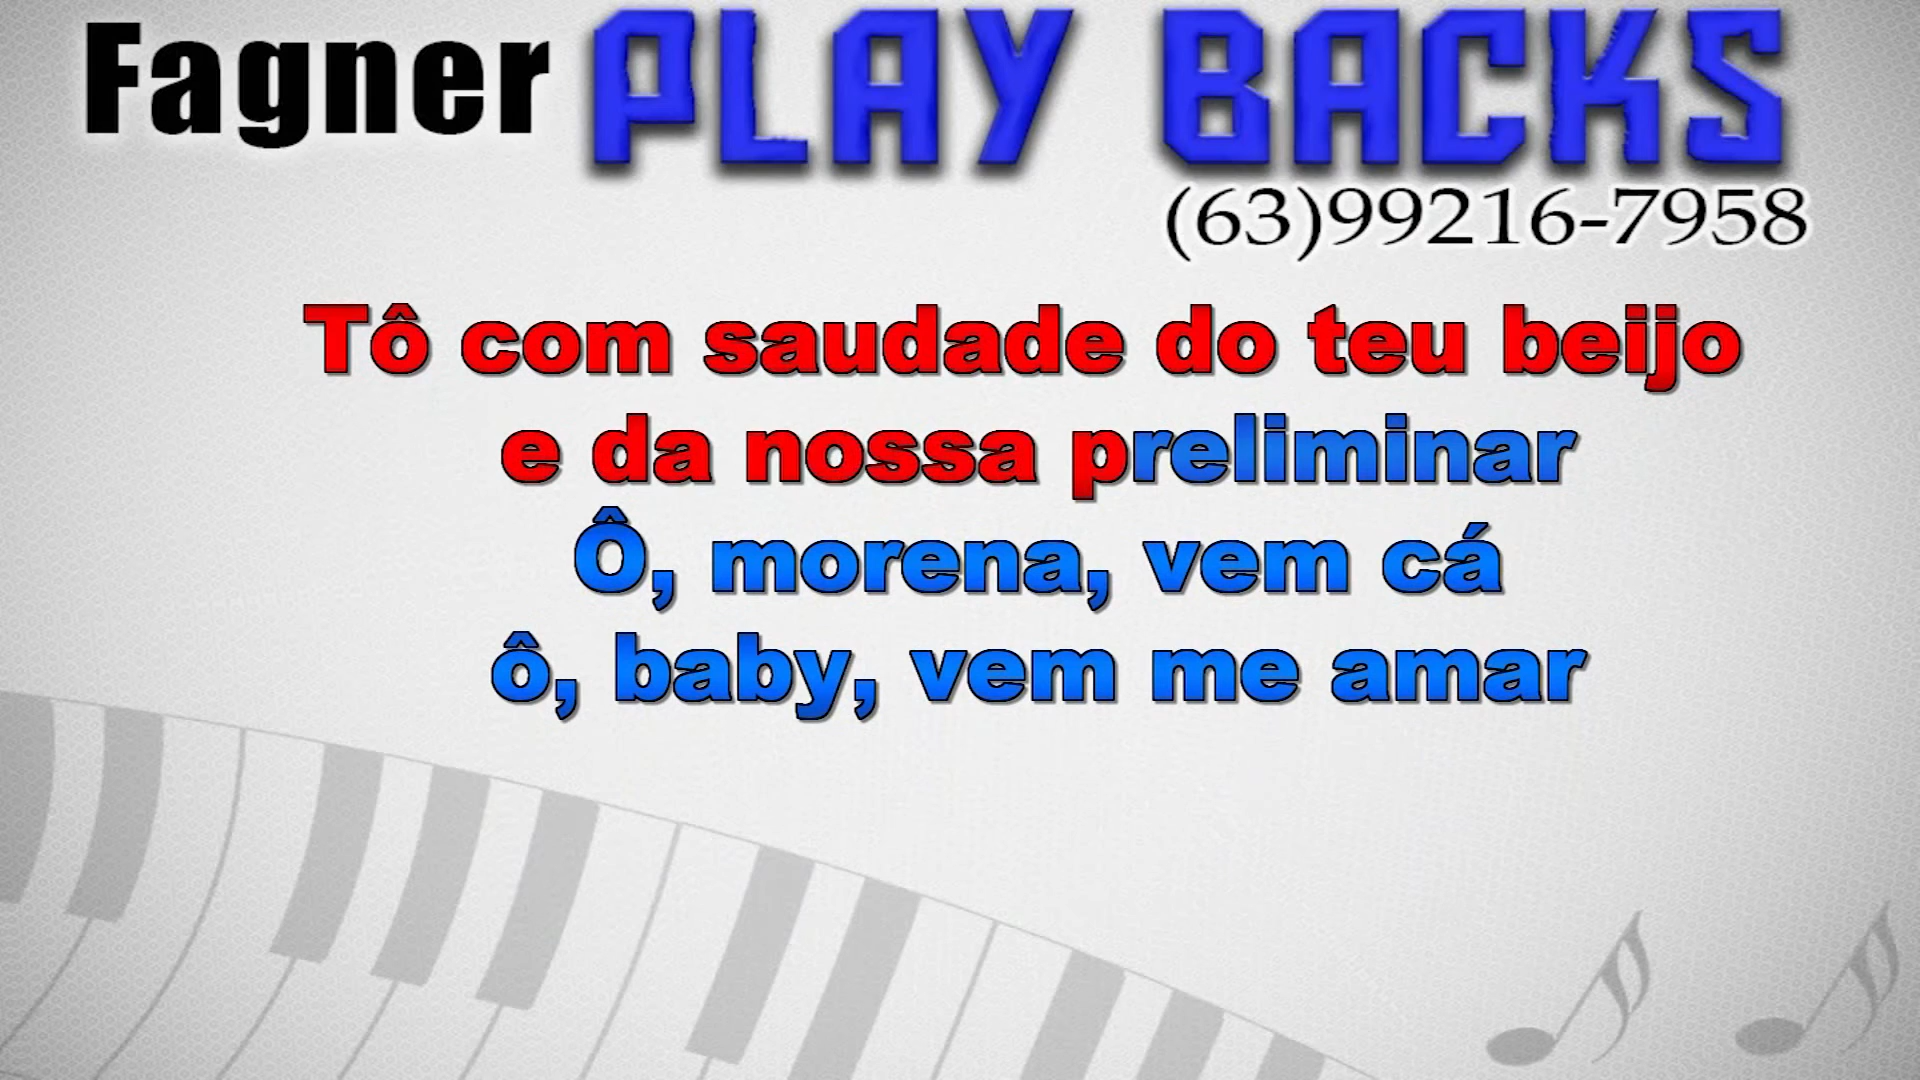 Fagner PLAY BACKS
(63)99216-7958
Tô com saudade do teu beijo
e da nossa preliminar
Ô, morena, vem cá
ô, baby, vem me amar